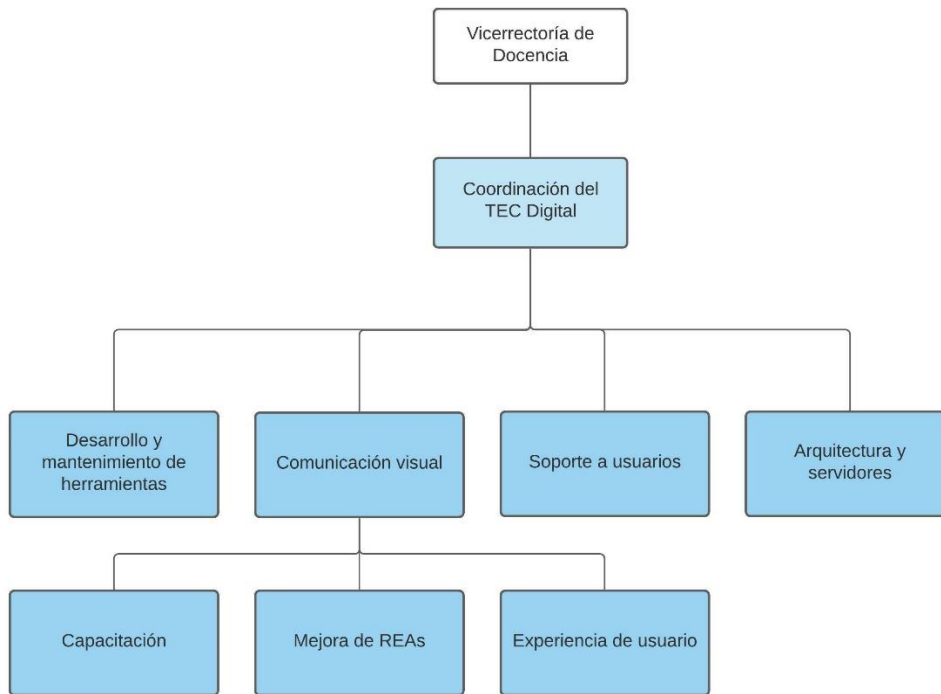 Vicerrectoría de
Docencia
Coordinación del
TEC Digital
Desarrollo y
mantenimiento de
herramientas
Comunicación visual
Soporte a usuarios
Arquitectura y
servidores
Capacitación
Mejora de REAs
Experiencia de usuario